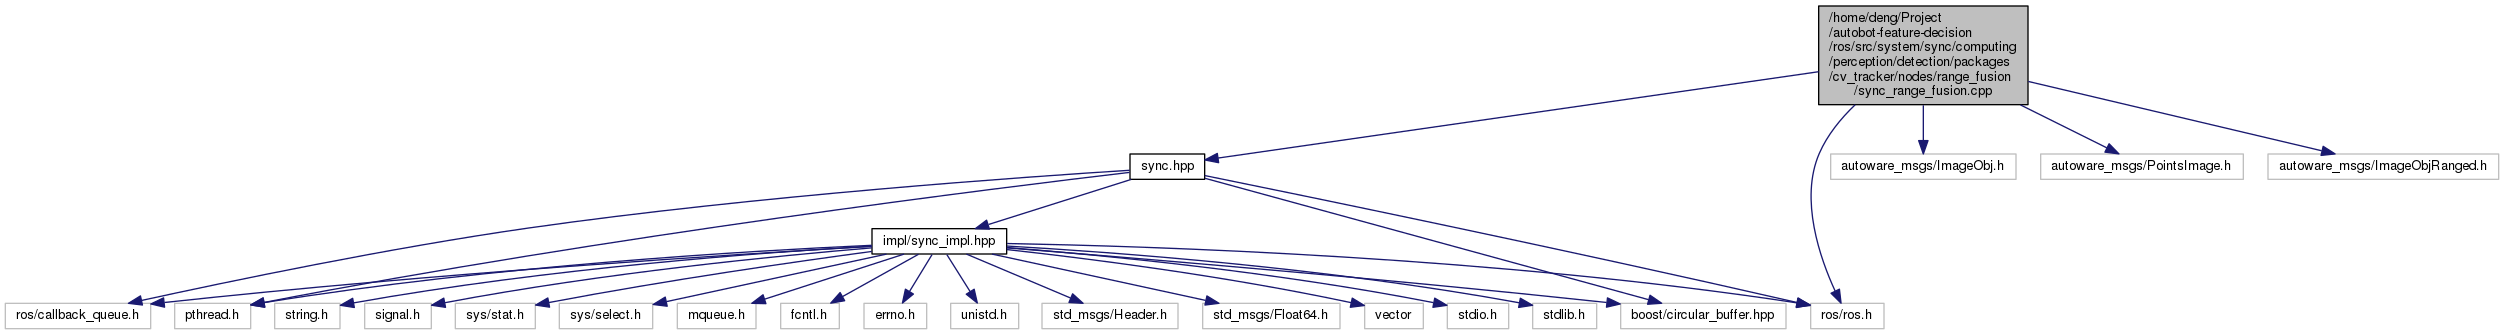 /home/deng/Project
/autobot-feature-decision
/ros/src/system/sync/computing
/perception/detection/packages
/cv_tracker/nodes/range_fusion
/sync_range_fusion.cpp
sync.hpp
autoware_msgs/ImageObj.h
autoware_msgs/PointsImage.h
autoware_msgs/ImageObjRanged.h
impl/sync_impl.hpp
ros/callback_queue.h
pthread.h
string.h
signal.h
sys/stat.h
sys/select.h
mqueue.h
fcntl.h
errno.h
unistd.h
std_msgs/Header.h
std_msgs/Float64.h
vector
stdio.h
stdlib.h
boost/circular_buffer.hpp
ros/ros.h